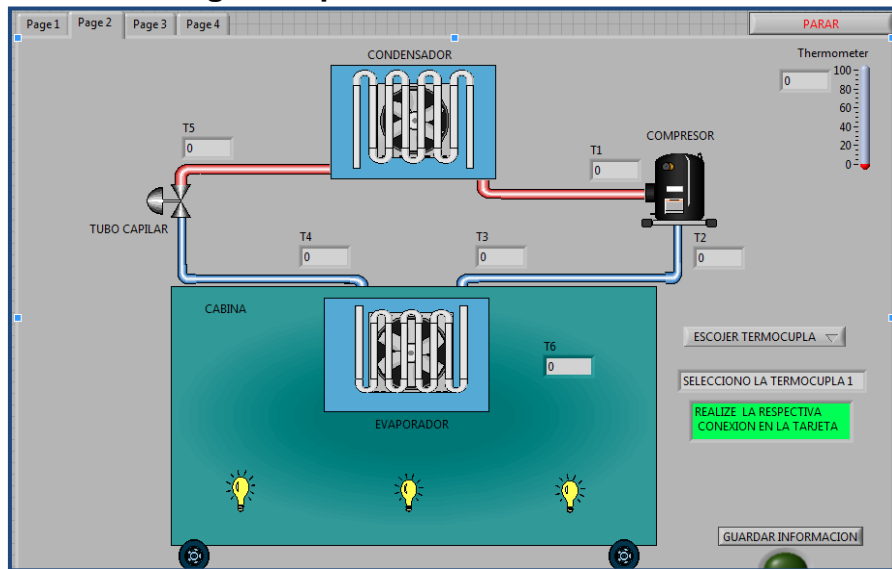 Page 1
Page 2
Page 3
Page 4
PARAR
CONDENSADOR
Thermometer
0
100
80
60
40
20
0
T5
0
T1
0
COMPRESOR
TUBO CAPILAR
T4
0
T3
0
T2
0
CABINA
T6
0
EVAPORADOR
ESCOJER TERMOCUPLA
SELECCIONO LA TERMOCUPLA 1
REALIZE LA RESPECTIVA
CONEXION EN LA TARJETA
GUARDAR INFORMACION